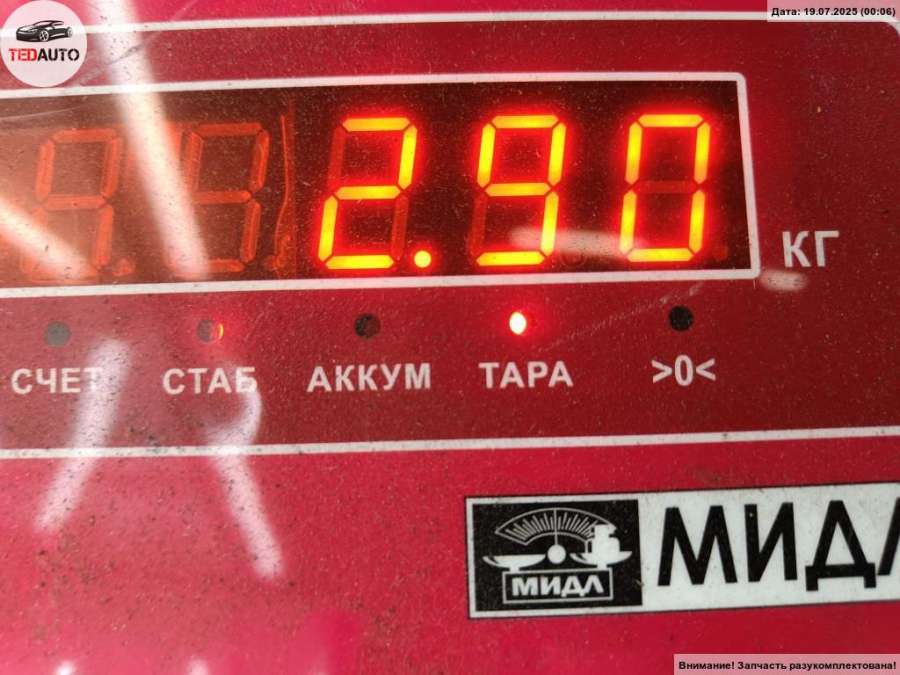 Дата: 19.07.2025 (00:06)
TEDAUTO
2.90
КГ
СЧЕТ СТАБ АККУМ ТАРА >0<
МИДЛ
МИДЛ
Внимание! Запчасть разукомплектована!